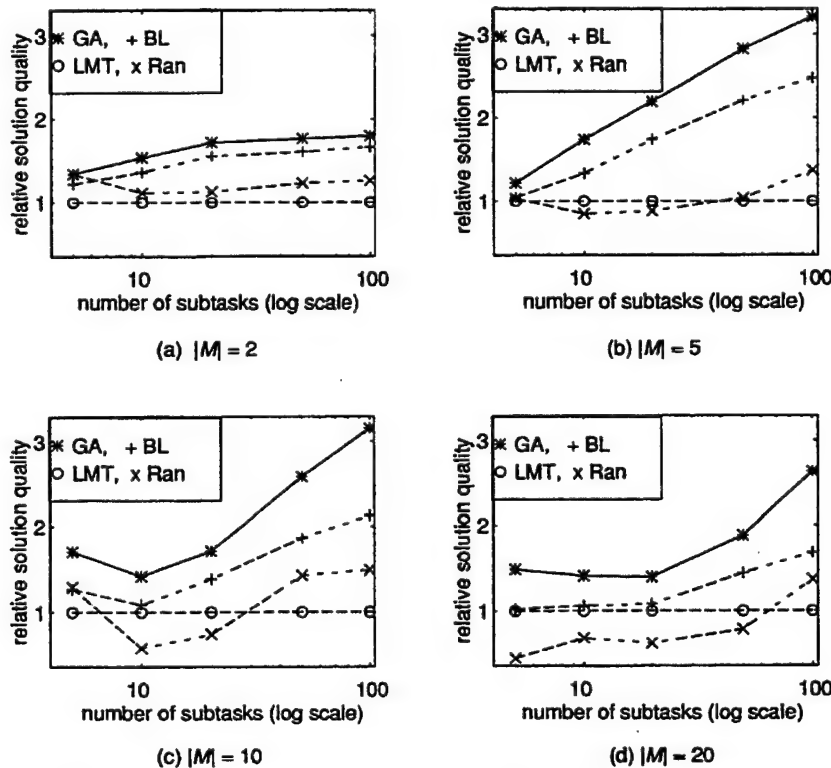 relative solution quality
3
2
1
GA, + BL
LMT, x Ran
10
100
number of subtasks (log scale)
(a) |M| = 2
relative solution quality
3
2
1
GA, + BL
LMT, x Ran
10
100
number of subtasks (log scale)
(b) |M| = 5
relative solution quality
3
2
1
GA, + BL
LMT, x Ran
10
100
number of subtasks (log scale)
(c) |M| = 10
relative solution quality
3
2
1
GA, + BL
LMT, x Ran
10
100
number of subtasks (log scale)
(d) |M| = 20